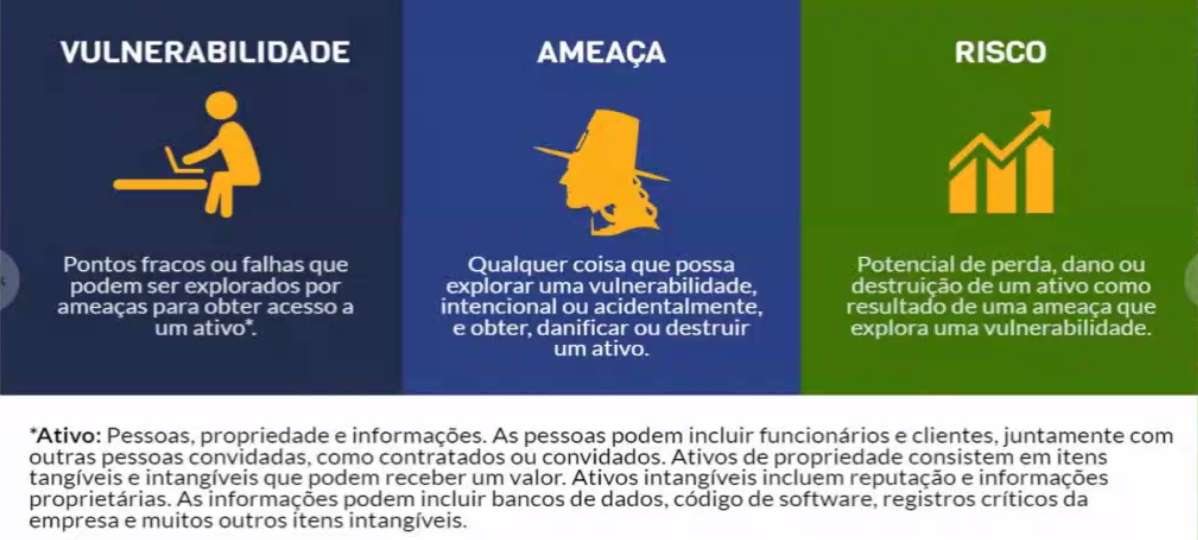 VULNERABILIDADE
Pontos fracos ou falhas que
podem ser explorados por
ameaças para obter acesso a
um ativo*.
AMEAÇA
Qualquer coisa que possa
explorar uma vulnerabilidade,
intencional ou acidentalmente,
e obter, danificar ou destruir
um ativo.
RISCO
Potencial de perda, dano ou
destruição de um ativo como
resultado de uma ameaça que
explora uma vulnerabilidade.
*Ativo: Pessoas, propriedade e informações. As pessoas podem incluir funcionários e clientes, juntamente com
outras pessoas convidadas, como contratados ou convidados. Ativos de propriedade consistem em itens
tangíveis e intangíveis que podem receber um valor. Ativos intangíveis incluem reputação e informações
proprietárias. As informações podem incluir bancos de dados, código de software, registros críticos da
empresa e muitos outros itens intangíveis.